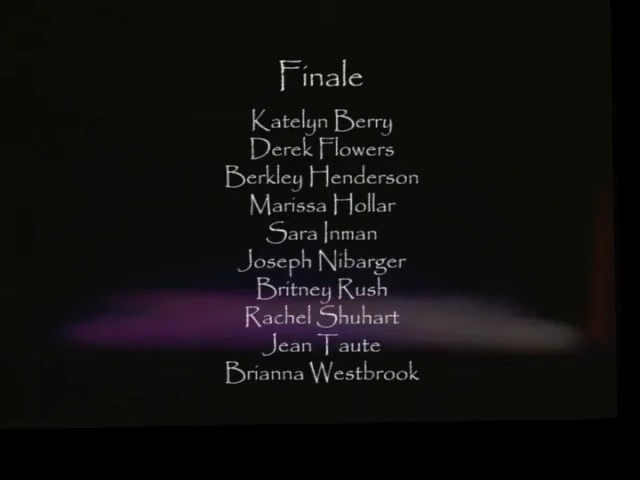 Finale
Katelyn Berry
Derek Flowers
Berkley Henderson
Marissa Hollar
Sara Inman
Joseph Nibarger
Britney Rush
Rachel Shuhart
Jean Taute
Brianna Westbrook